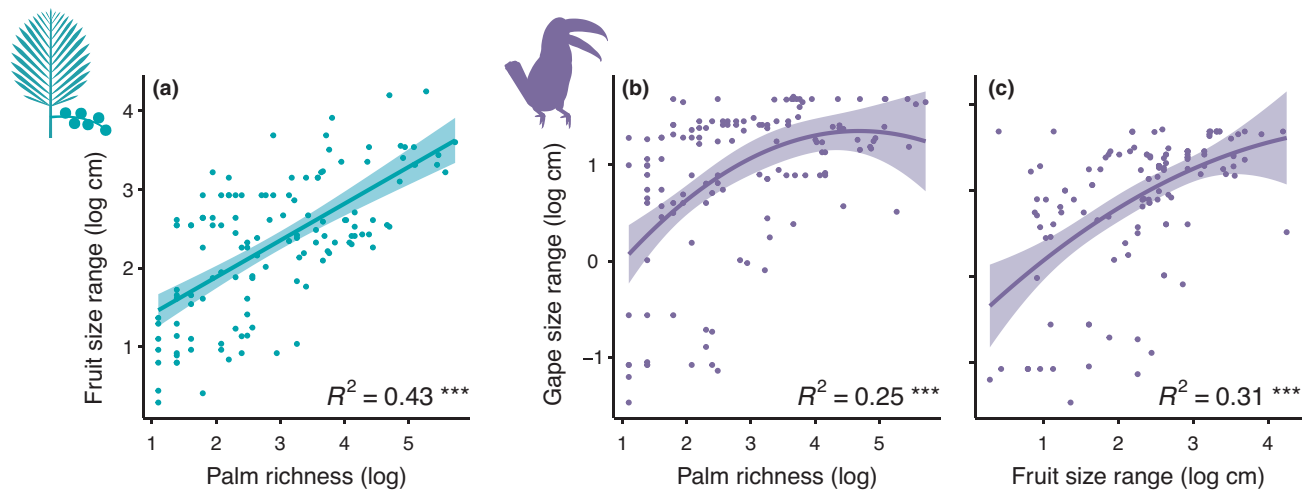 (a)
Fruit size range (log cm)
4
3
2
1
R² = 0.43 ***
1 2 3 4 5
Palm richness (log)
(b)
Gape size range (log cm)
1
0
−1
R² = 0.25 ***
1 2 3 4 5
Palm richness (log)
(c)
R² = 0.31 ***
1 2 3 4
Fruit size range (log cm)